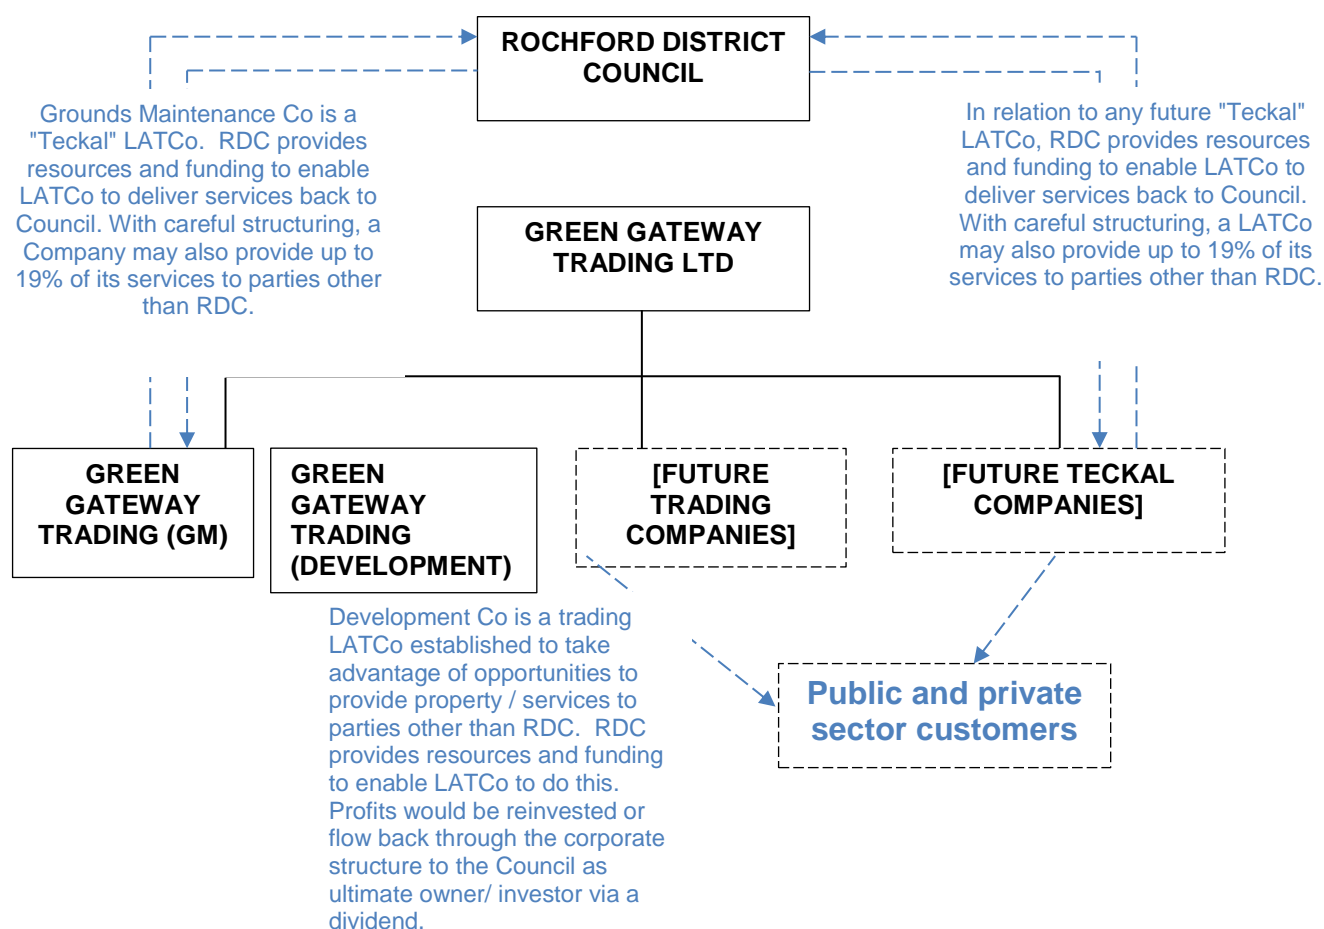 ROCHFORD DISTRICT
COUNCIL
Grounds Maintenance Co is a
"Teckal" LATCo. RDC provides
resources and funding to enable
LATCo to deliver services back to
Council. With careful structuring, a
Company may also provide up to
19% of its services to parties other
than RDC.
In relation to any future "Teckal"
LATCo, RDC provides resources
and funding to enable LATCo to
deliver services back to Council.
With careful structuring, a LATCo
may also provide up to 19% of its
services to parties other than RDC.
GREEN GATEWAY
TRADING LTD
GREEN
GATEWAY
TRADING (GM)
GREEN
GATEWAY
TRADING
(DEVELOPMENT)
[FUTURE
TRADING
COMPANIES]
[FUTURE TECKAL
COMPANIES]
Development Co is a trading
LATCo established to take
advantage of opportunities to
provide property / services to
parties other than RDC. RDC
provides resources and funding
to enable LATCo to do this.
Profits would be reinvested or
flow back through the corporate
structure to the Council as
ultimate owner/ investor via a
dividend.
Public and private
sector customers